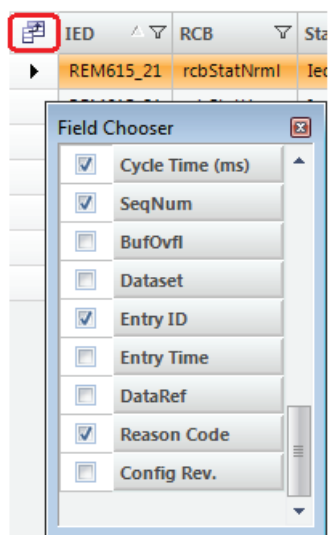 IED RCB Sta
REM615_21 rcbStatNrml Iec
Field Chooser
Cycle Time (ms)
SeqNum
BufOvfl
Dataset
Entry ID
Entry Time
DataRef
Reason Code
Config Rev.